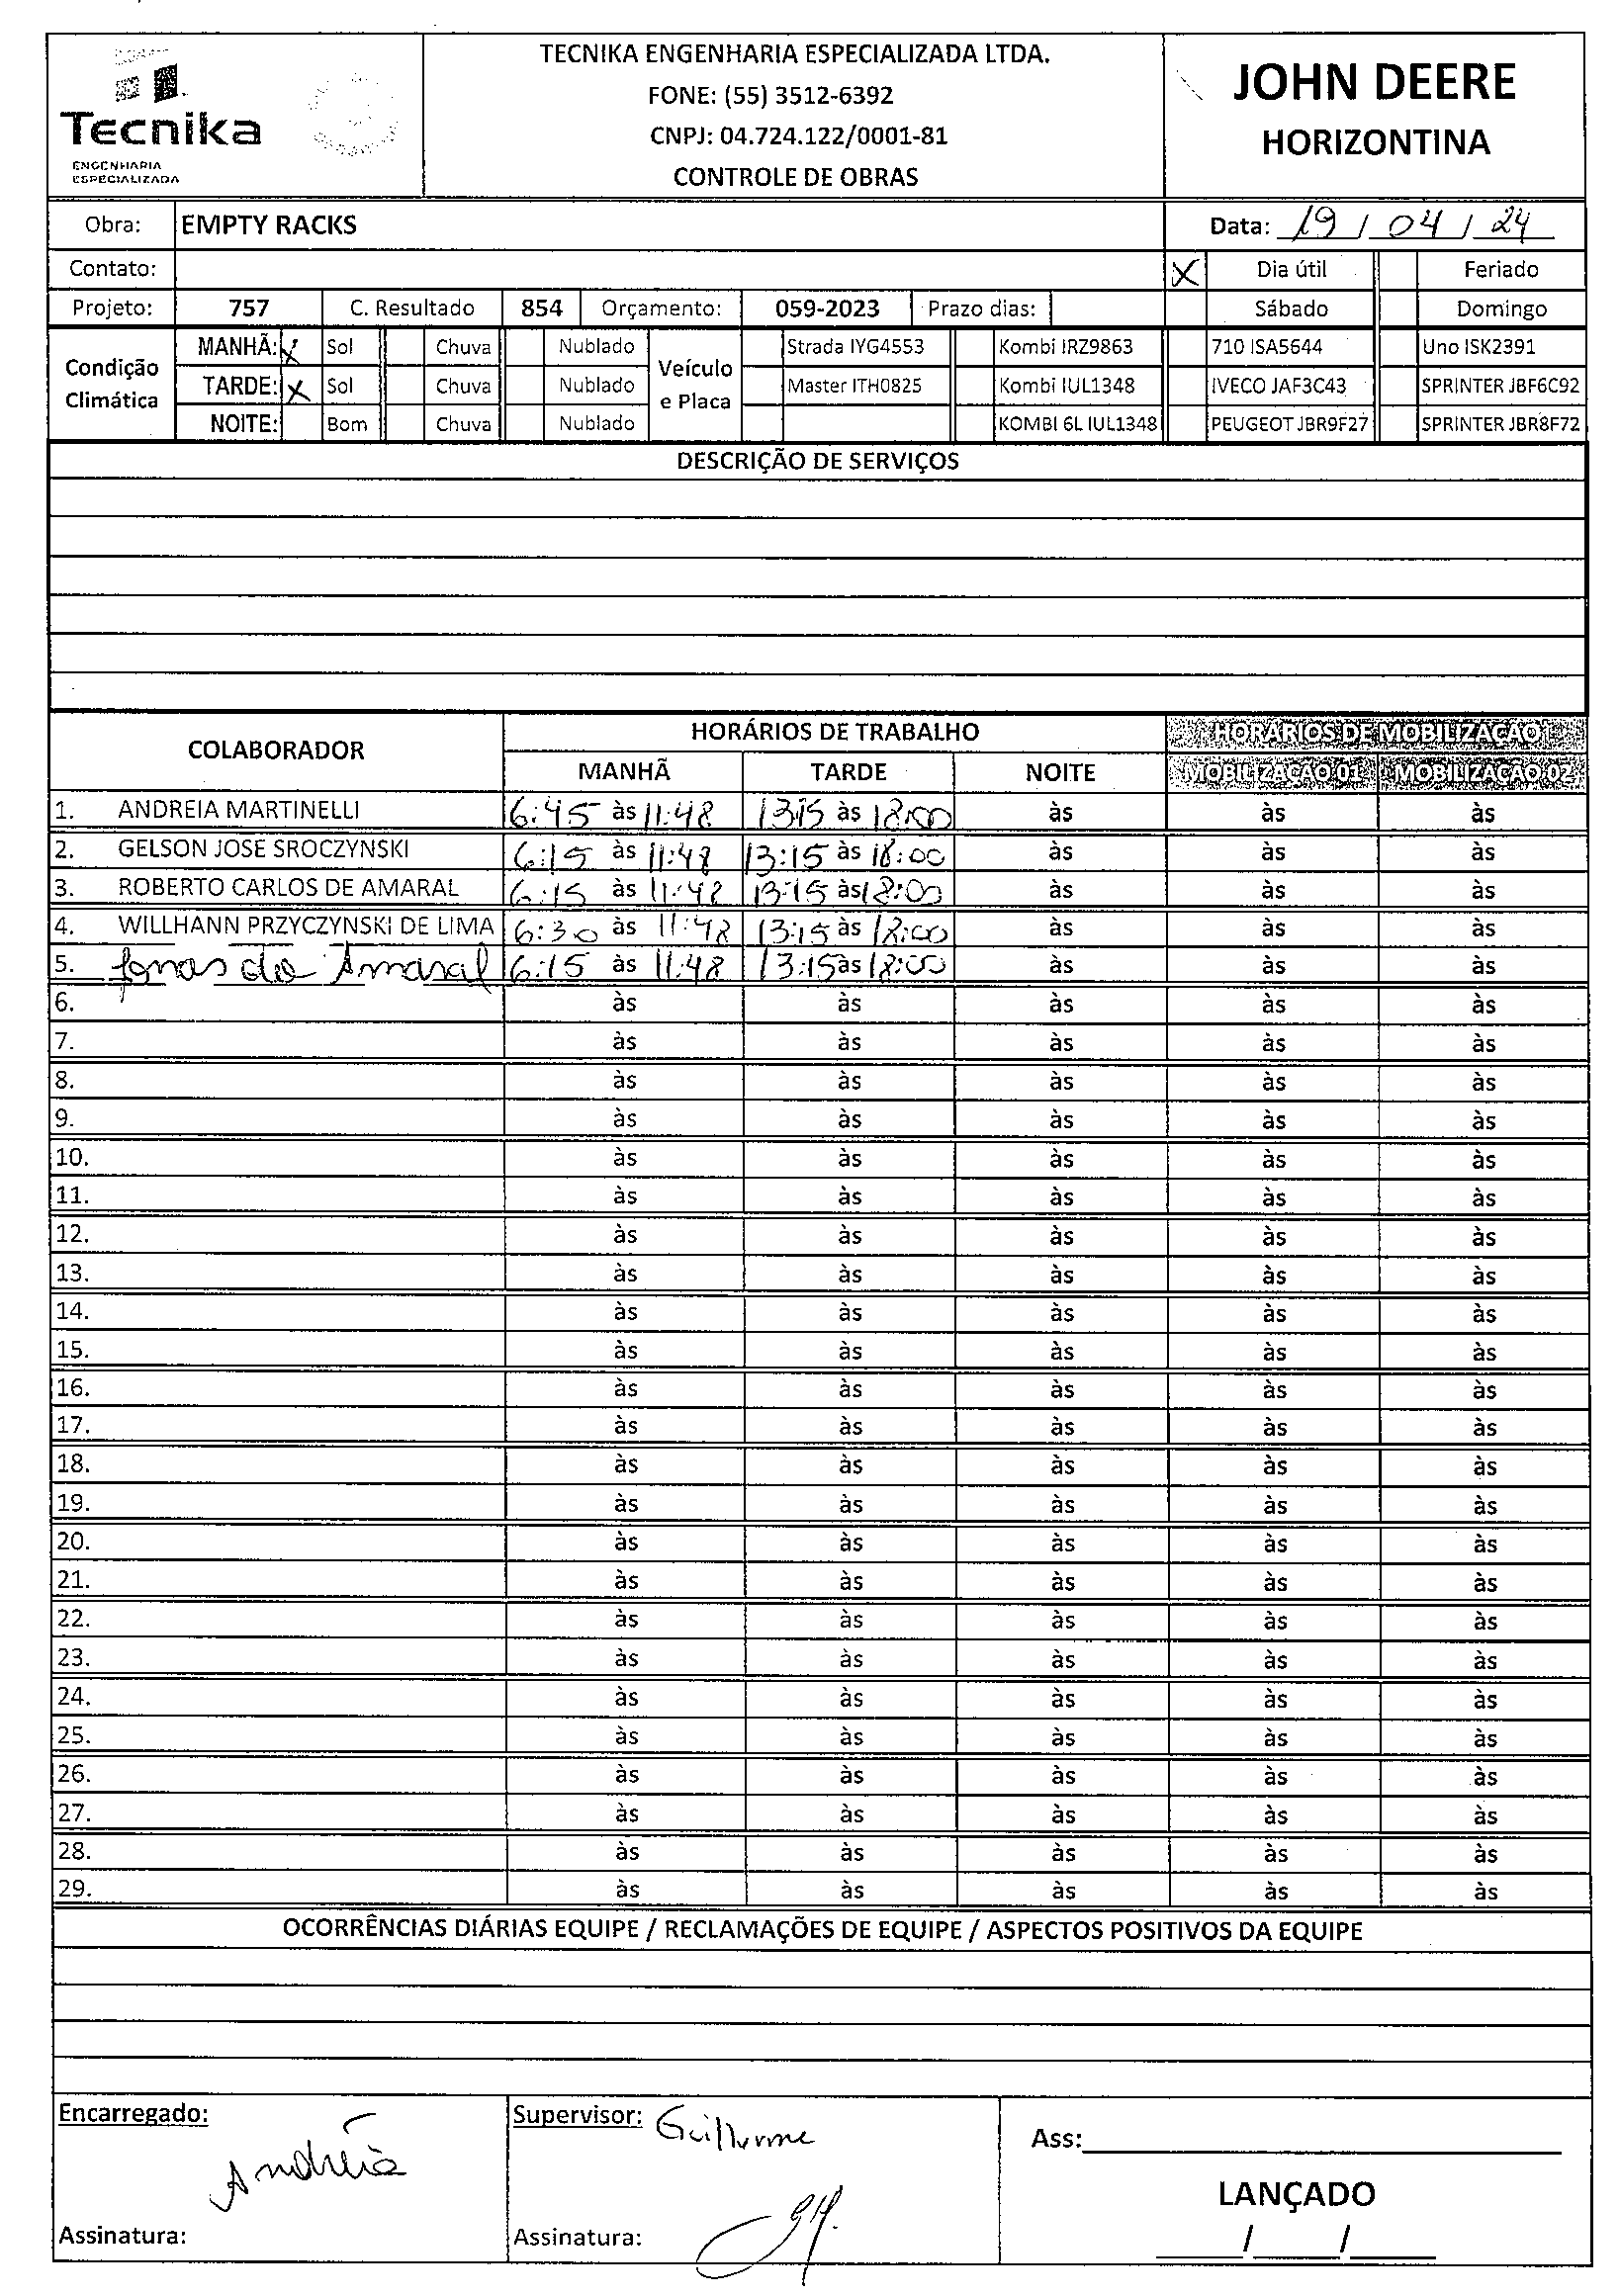 Tecnika
ENGENHARIA
ESPECIALIZADA
TECNIKA ENGENHARIA ESPECIALIZADA LTDA.
FONE: (55) 3512-6392
CNPJ: 04.724.122/0001-81
CONTROLE DE OBRAS
JOHN DEERE
HORIZONTINA
Obra: EMPTY RACKS Data: 19 / 04 / 24
Contato: X Dia útil Feriado
Projeto: 757 C. Resultado 854 Orçamento: 059-2023 Prazo dias: Sábado Domingo
Condição Climática
MANHÃ: X Sol Chuva Nublado
TARDE: X Sol Chuva Nublado
NOITE: Bom Chuva Nublado
Veículo e Placa
Strada IYG4553 Kombi IRZ9863 710 ISA5644 Uno ISK2391
Master ITH0825 Kombi IUL1348 IVECO JAF3C43 SPRINTER JBF6C92
KOMBI 6L IUL1348 PEUGEOT JBR9F27 SPRINTER JBR8F72
DESCRIÇÃO DE SERVIÇOS
COLABORADOR HORÁRIOS DE TRABALHO HORÁRIOS DE MOBILIZAÇÃO
MANHÃ TARDE NOITE MOBILIZAÇÃO 01 MOBILIZAÇÃO 02
1. ANDREIA MARTINELLI 6:45 às 11:48 13:15 às 18:00 às às às
2. GELSON JOSE SROCZYNSKI 6:15 às 11:48 13:15 às 18:00 às às às
3. ROBERTO CARLOS DE AMARAL 6:15 às 11:48 13:15 às 18:00 às às às
4. WILLHANN PRZYCZYNSKI DE LIMA 6:30 às 11:48 13:15 às 18:00 às às às
5. Jonas do Amaral 6:15 às 11:48 13:15 às 18:00 às às às
6. às às às às às
7. às às às às às
8. às às às às às
9. às às às às às
10. às às às às às
11. às às às às às
12. às às às às às
13. às às às às às
14. às às às às às
15. às às às às às
16. às às às às às
17. às às às às às
18. às às às às às
19. às às às às às
20. às às às às às
21. às às às às às
22. às às às às às
23. às às às às às
24. às às às às às
25. às às às às às
26. às às às às às
27. às às às às às
28. às às às às às
29. às às às às às
OCORRÊNCIAS DIÁRIAS EQUIPE / RECLAMAÇÕES DE EQUIPE / ASPECTOS POSITIVOS DA EQUIPE
Encarregado:
Andréia
Assinatura:
Supervisor: Guilherme
Assinatura: GM.
Ass:
LANÇADO
/ /